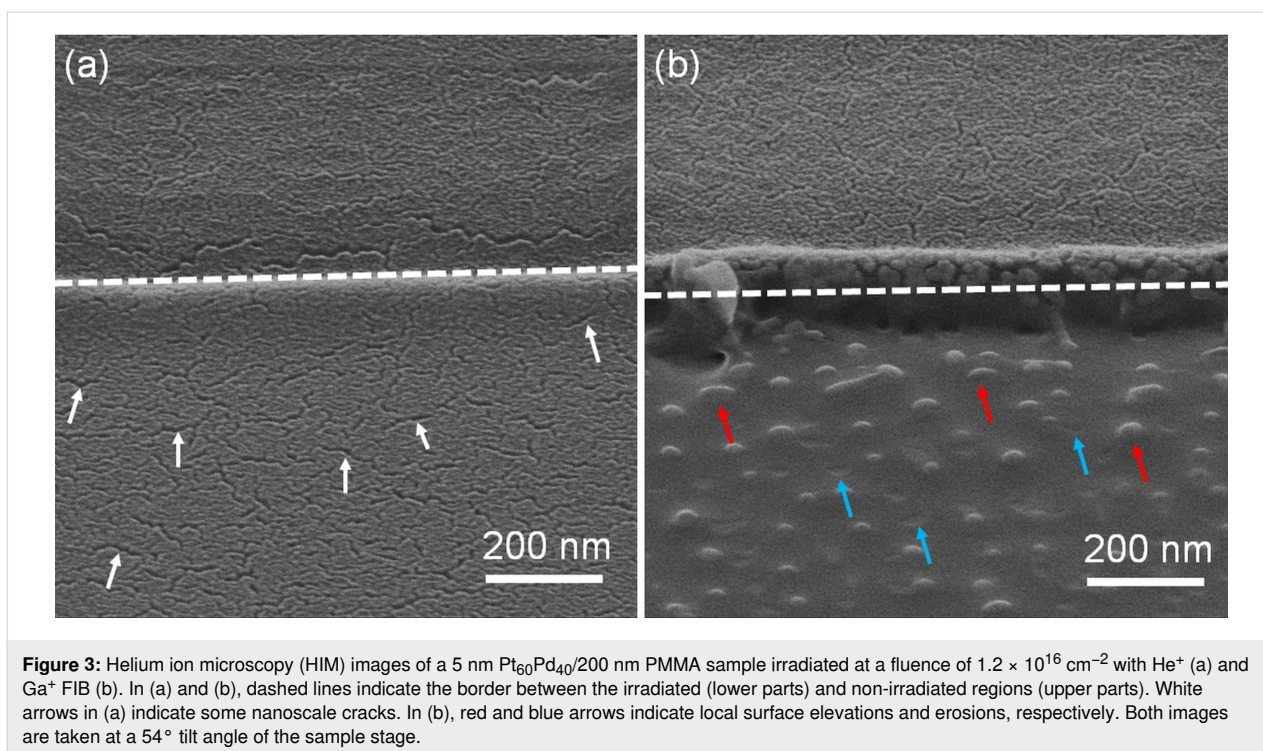 (a)
(b)
200 nm
200 nm
Figure 3: Helium ion microscopy (HIM) images of a 5 nm Pt₆₀Pd₄₀/200 nm PMMA sample irradiated at a fluence of 1.2 × 10¹⁶ cm⁻² with He⁺ (a) and
Ga⁺ FIB (b). In (a) and (b), dashed lines indicate the border between the irradiated (lower parts) and non-irradiated regions (upper parts). White
arrows in (a) indicate some nanoscale cracks. In (b), red and blue arrows indicate local surface elevations and erosions, respectively. Both images
are taken at a 54° tilt angle of the sample stage.